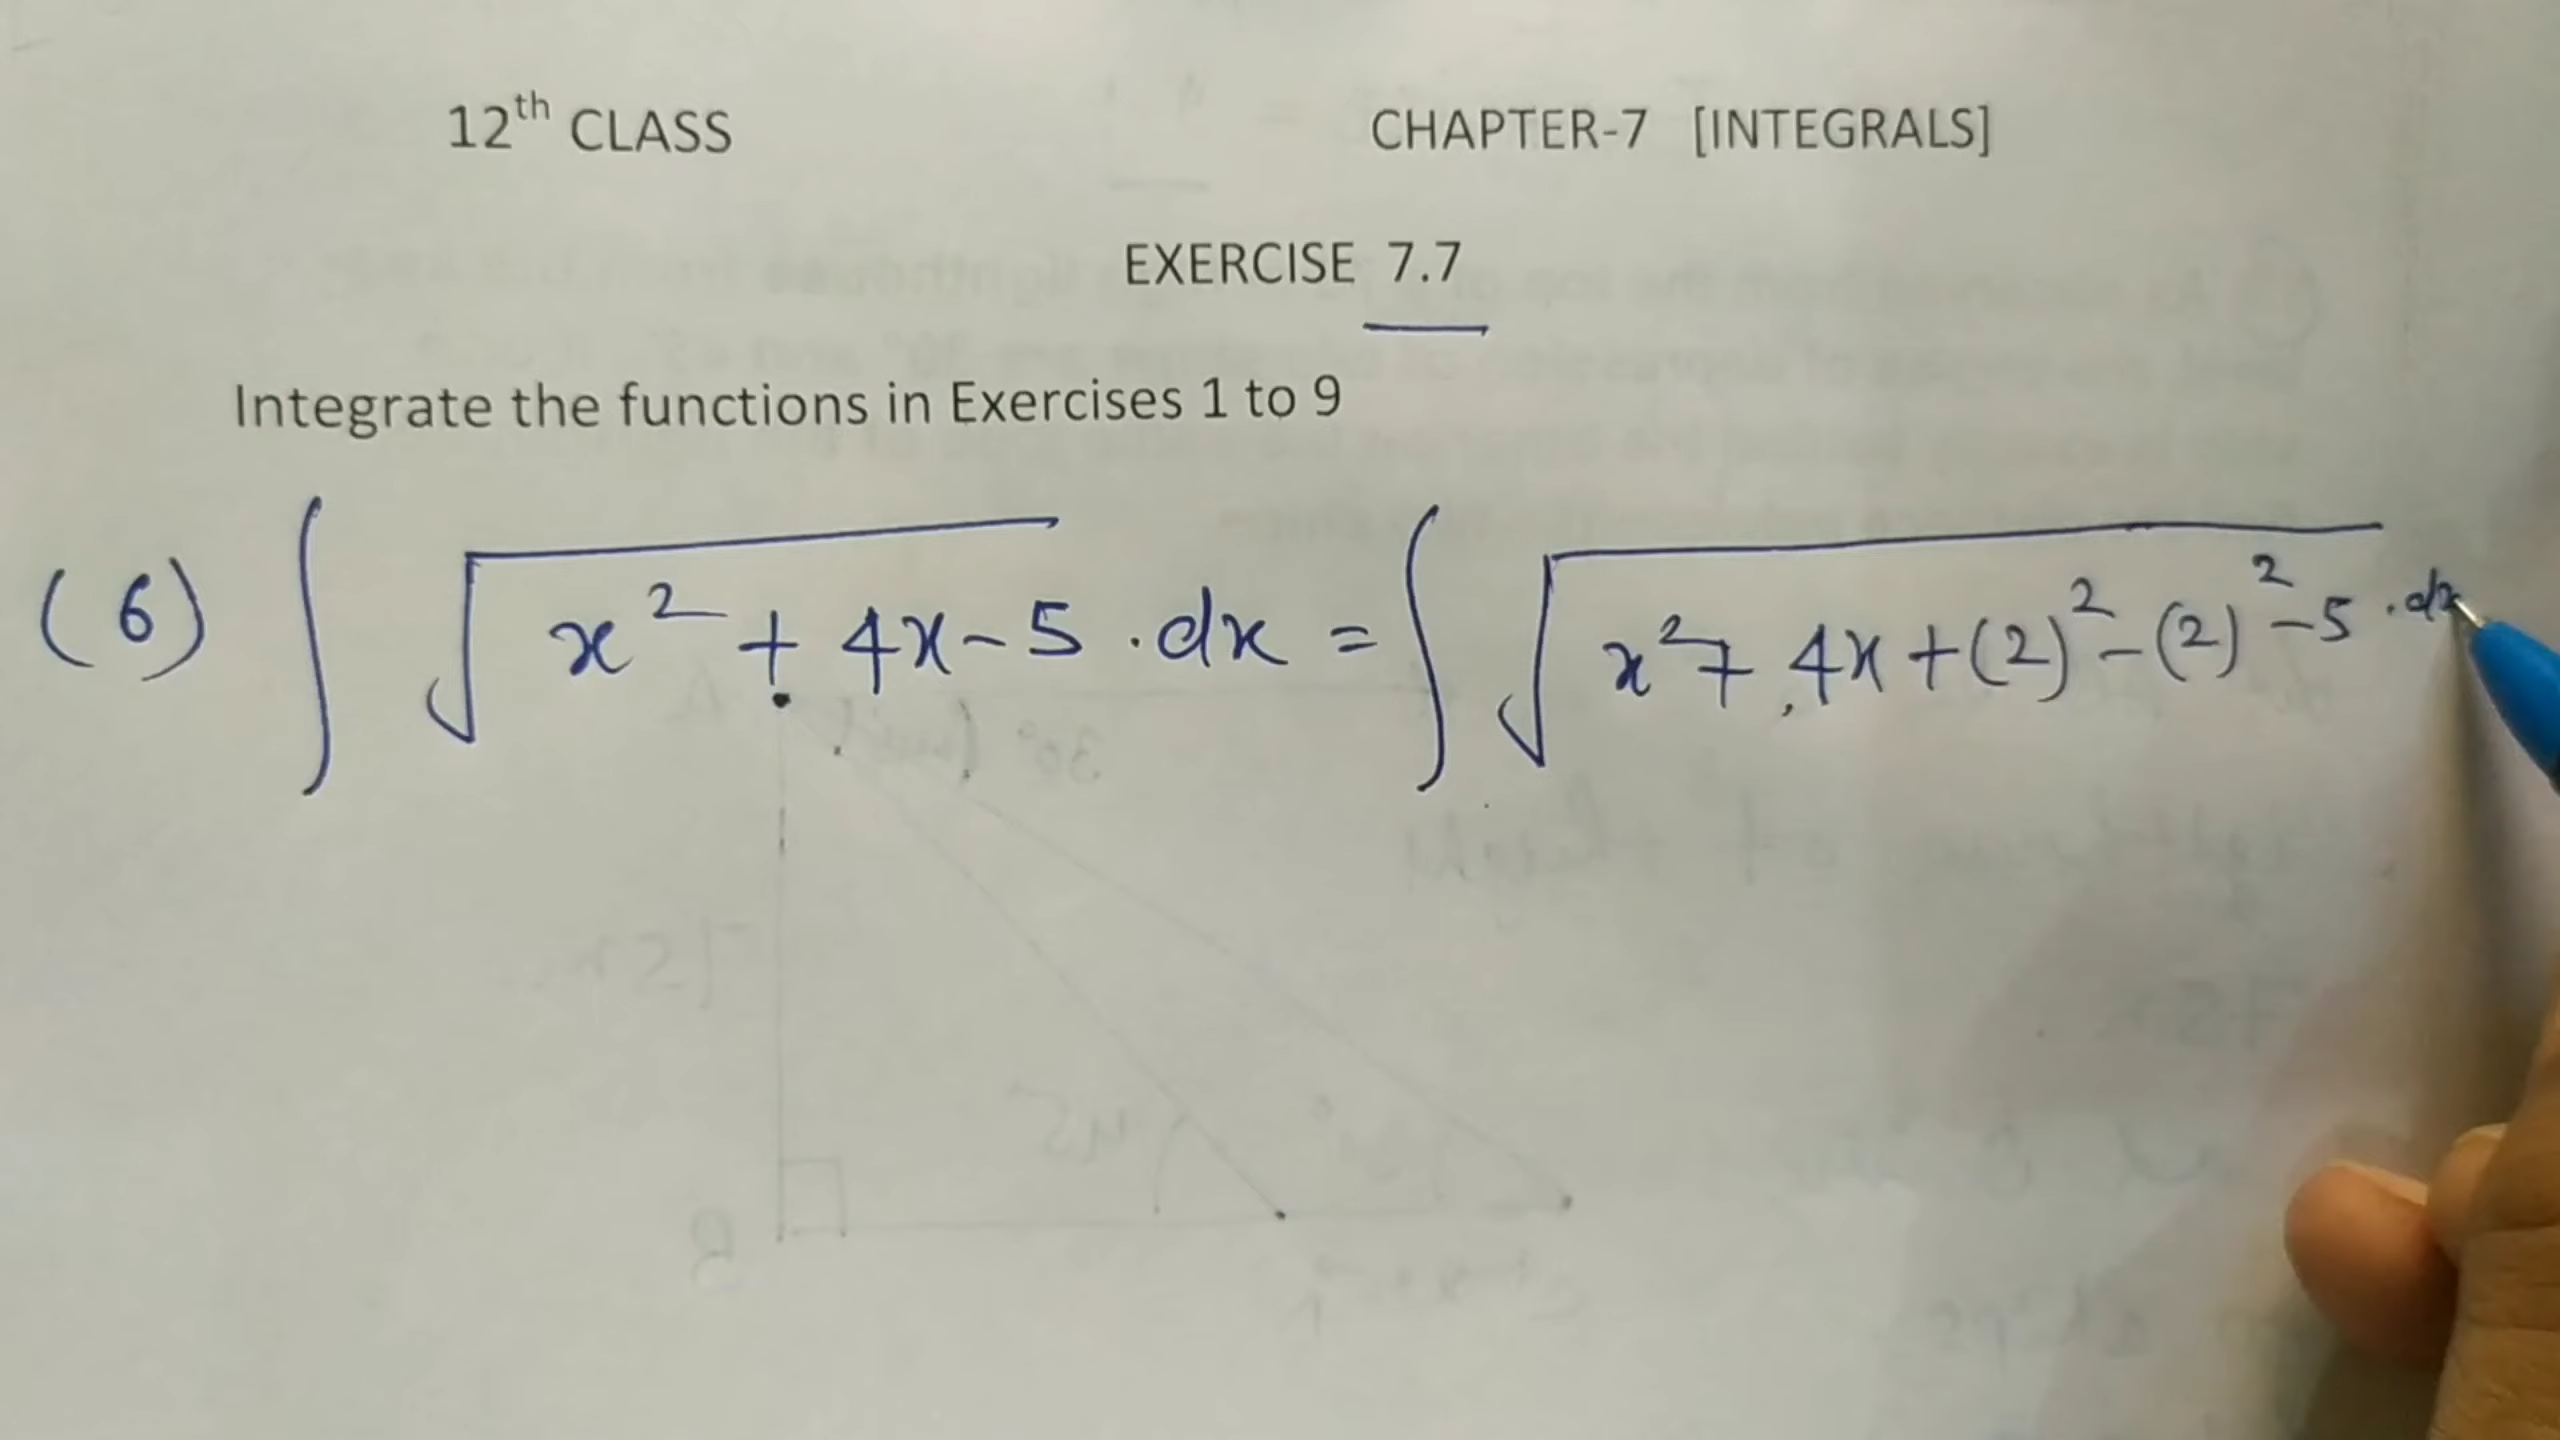 12th CLASS CHAPTER-7 [INTEGRALS]
EXERCISE 7.7
Integrate the functions in Exercises 1 to 9
(6) ∫ √(x² + 4x - 5) . dx = ∫ √(x² + 4x + (2)² - (2)² - 5) . dx